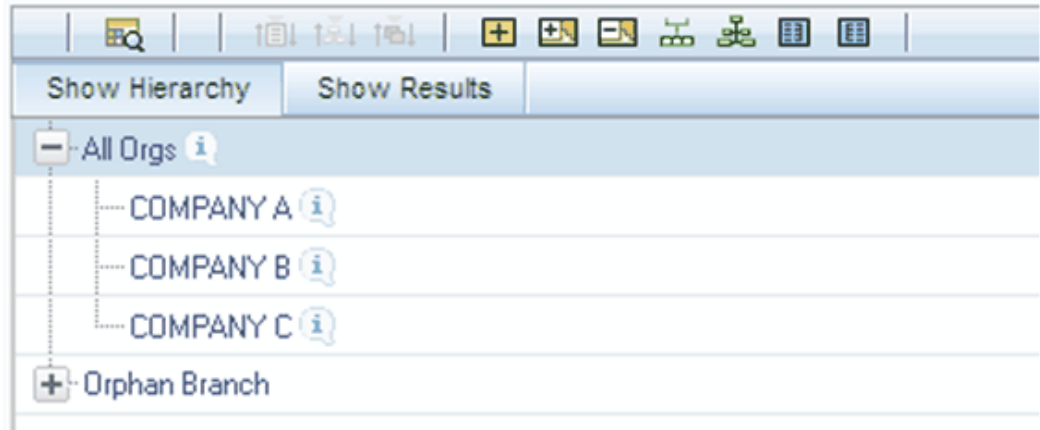 Show Hierarchy Show Results
All Orgs
COMPANY A
COMPANY B
COMPANY C
Orphan Branch